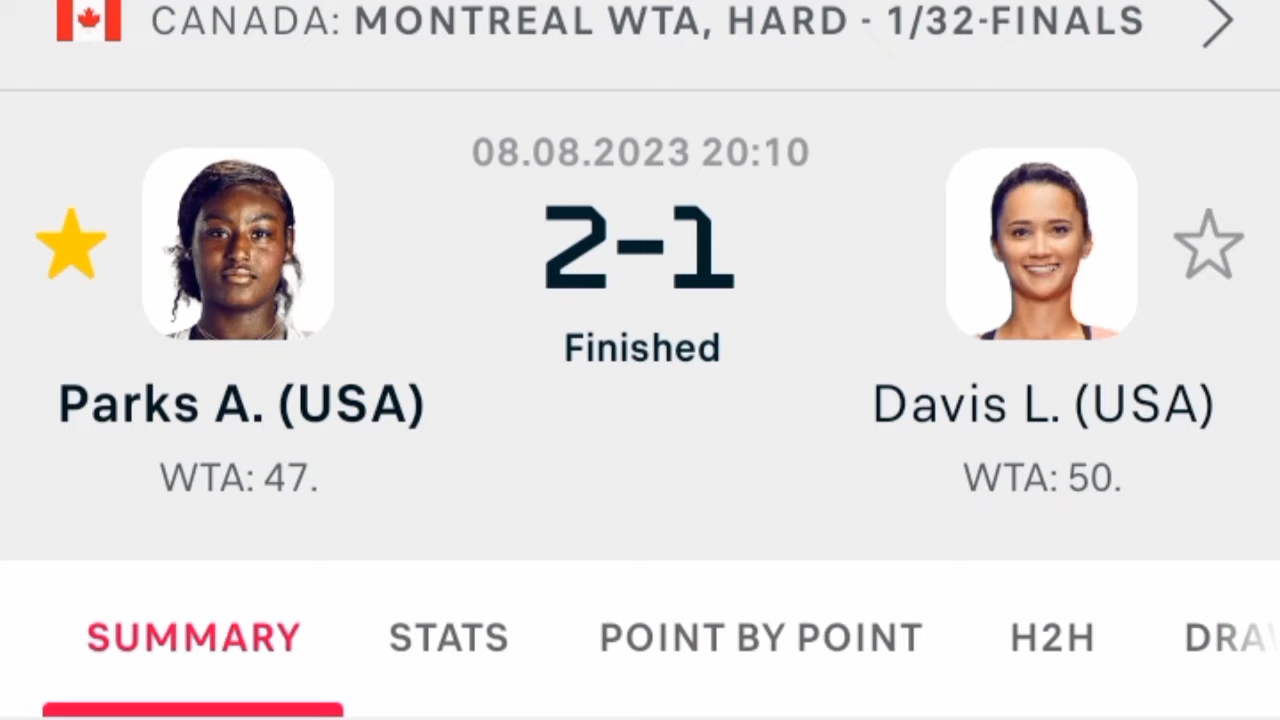 CANADA: MONTREAL WTA, HARD - 1/32-FINALS
08.08.2023 20:10
2-1
Finished
Parks A. (USA)
Davis L. (USA)
WTA: 47.
WTA: 50.
SUMMARY STATS POINT BY POINT H2H DRA